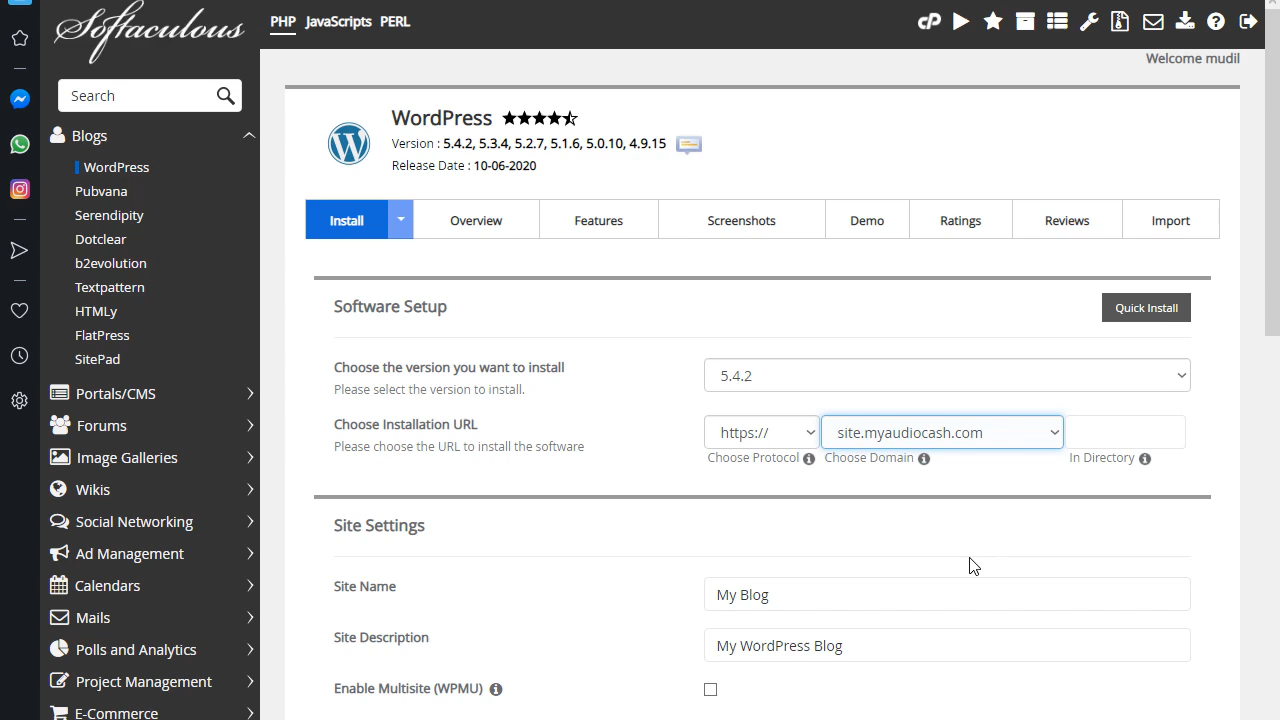 Softaculous
PHP JavaScripts PERL
Welcome mudil
Search
Blogs
WordPress
Pubvana
Serendipity
Dotclear
b2evolution
Textpattern
HTMLy
FlatPress
SitePad
Portals/CMS
Forums
Image Galleries
Wikis
Social Networking
Ad Management
Calendars
Mails
Polls and Analytics
Project Management
E-Commerce
WordPress
Version : 5.4.2, 5.3.4, 5.2.7, 5.1.6, 5.0.10, 4.9.15
Release Date : 10-06-2020
Install Overview Features Screenshots Demo Ratings Reviews Import
Software Setup
Quick Install
Choose the version you want to install
Please select the version to install.
5.4.2
Choose Installation URL
Please choose the URL to install the software
https:// site.myaudiocash.com
Choose Protocol Choose Domain In Directory
Site Settings
Site Name
My Blog
Site Description
My WordPress Blog
Enable Multisite (WPMU)